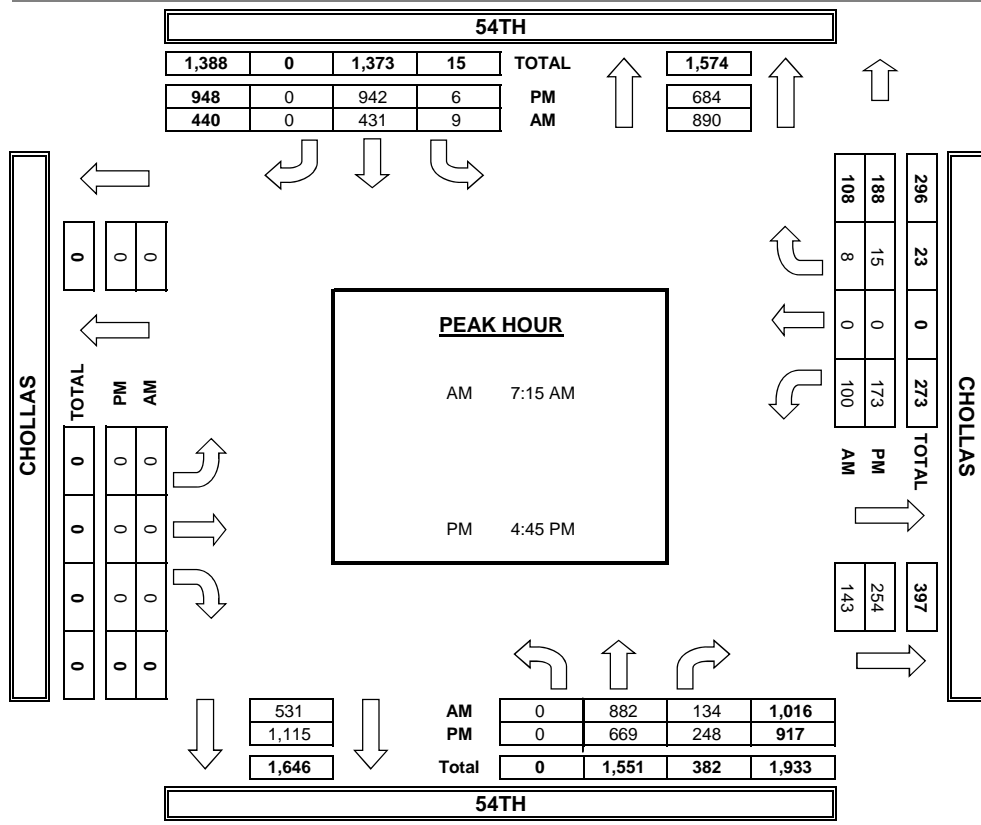 54TH
1,388 0 1,373 15 TOTAL 1,574
948 0 942 6 PM 684
440 0 431 9 AM 890
CHOLLAS
0 0 0
TOTAL PM AM
0 0 0
0 0 0
0 0 0
0 0 0
PEAK HOUR
AM 7:15 AM
PM 4:45 PM
108 188 296
8 15 23
0 0 0
100 173 273
AM PM TOTAL
143 254 397
CHOLLAS
531 AM 0 882 134 1,016
1,115 PM 0 669 248 917
1,646 Total 0 1,551 382 1,933
54TH